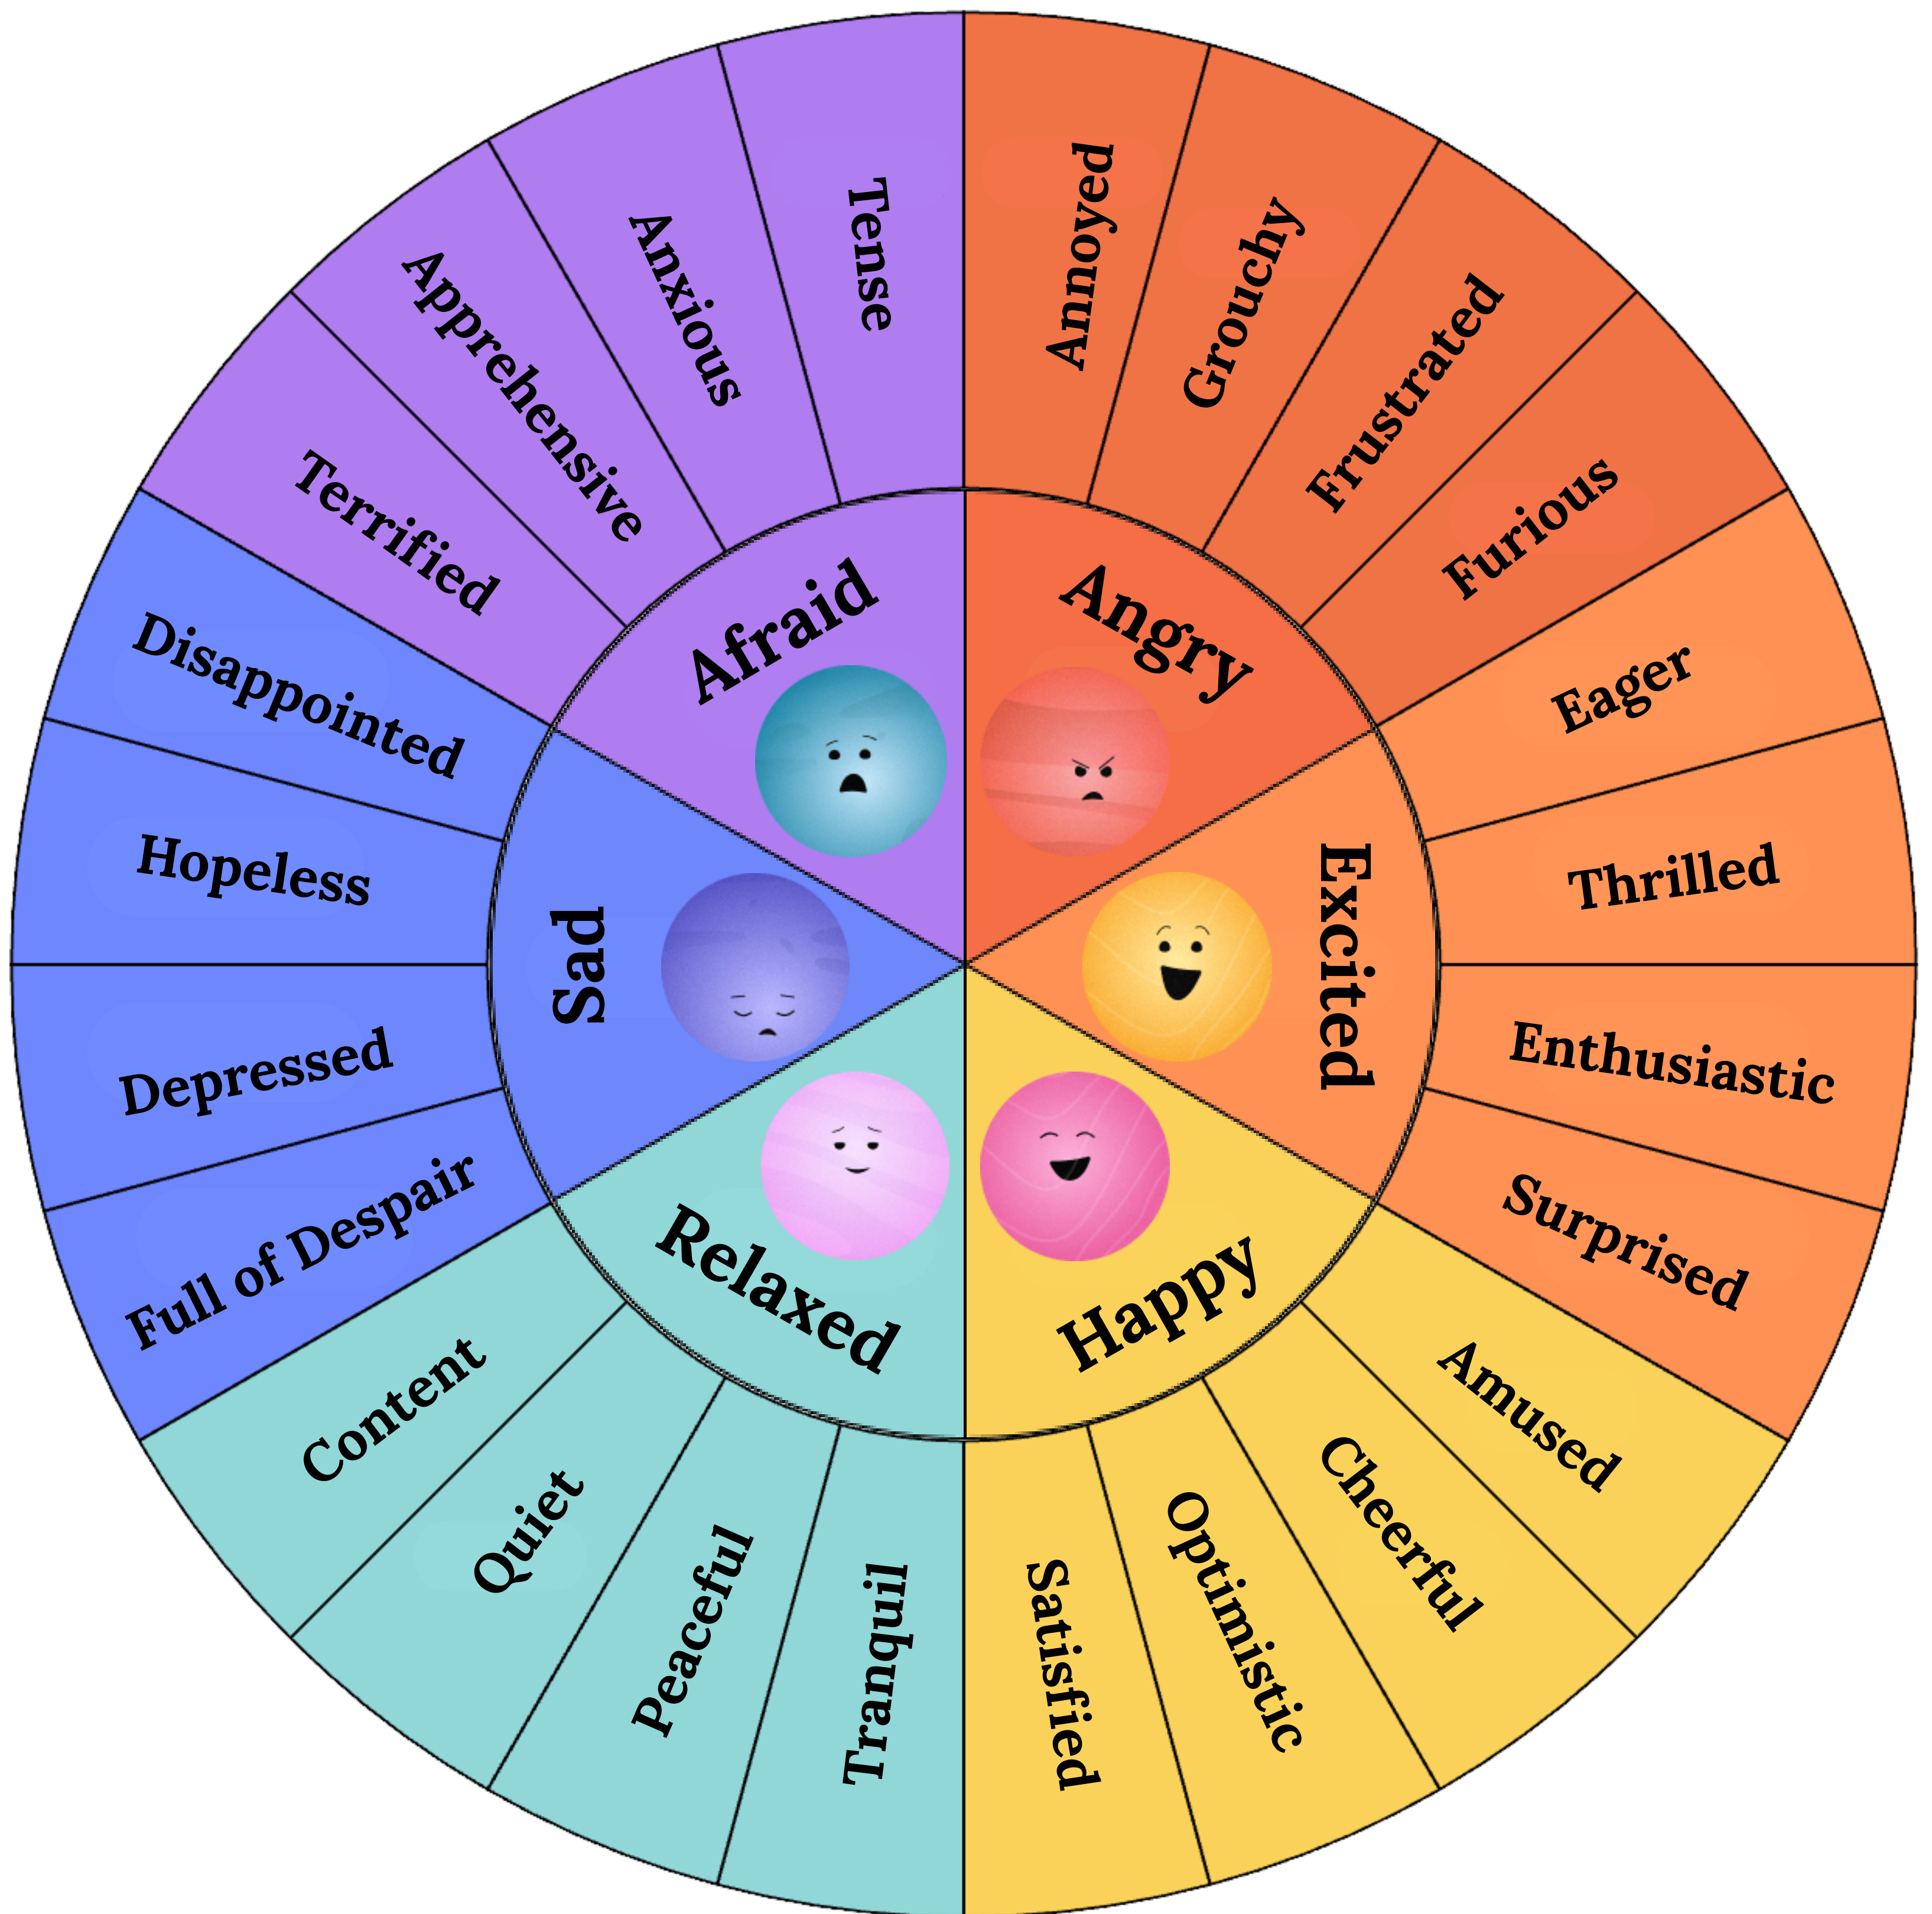 Annoyed
Grouchy
Frustrated
Furious
Eager
Thrilled
Enthusiastic
Surprised
Amused
Cheerful
Optimistic
Satisfied
Tranquil
Peaceful
Quiet
Content
Full of Despair
Depressed
Hopeless
Disappointed
Terrified
Apprehensive
Anxious
Tense
Angry
Excited
Happy
Relaxed
Sad
Afraid